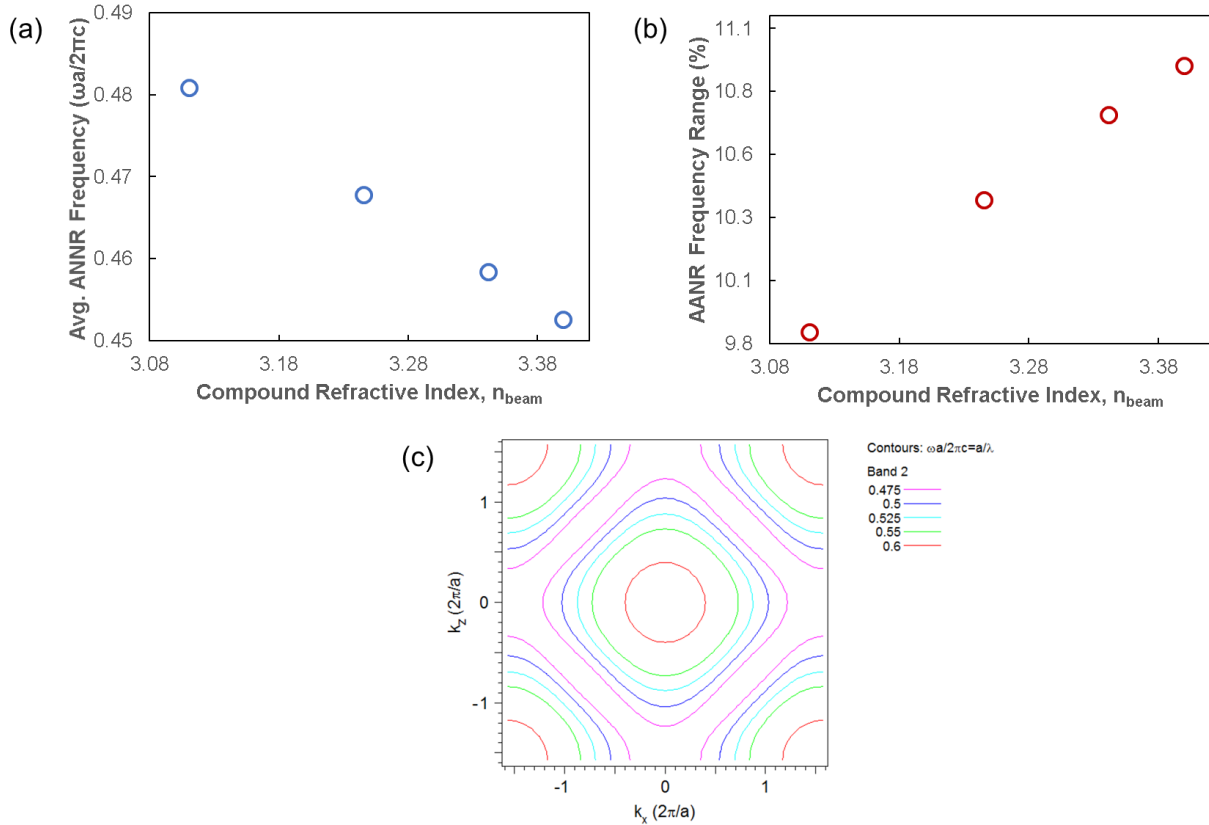 (a)
Avg. ANNR Frequency (ωa/2πc)
0.49
0.48
0.47
0.46
0.45
3.08
3.18
3.28
3.38
Compound Refractive Index, nbeam
(b)
AANR Frequency Range (%)
11.1
10.8
10.6
10.3
10.1
9.8
3.08
3.18
3.28
3.38
Compound Refractive Index, nbeam
(c)
kz (2π/a)
1
0
-1
-1
0
1
kx (2π/a)
Contours: ωa/2πc=a/λ
Band 2
0.475
0.5
0.525
0.55
0.6